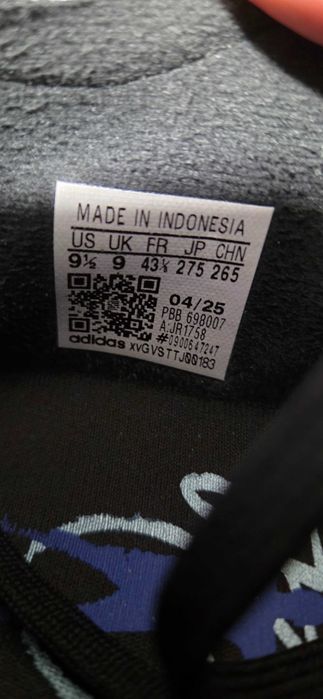 MADE IN INDONESIA
US UK FR JP CHN
9½ 9 43⅓ 275 265
04/25
PBB 698007
A:JR1758
#0900647247
adidas XVGVSTTJ00183